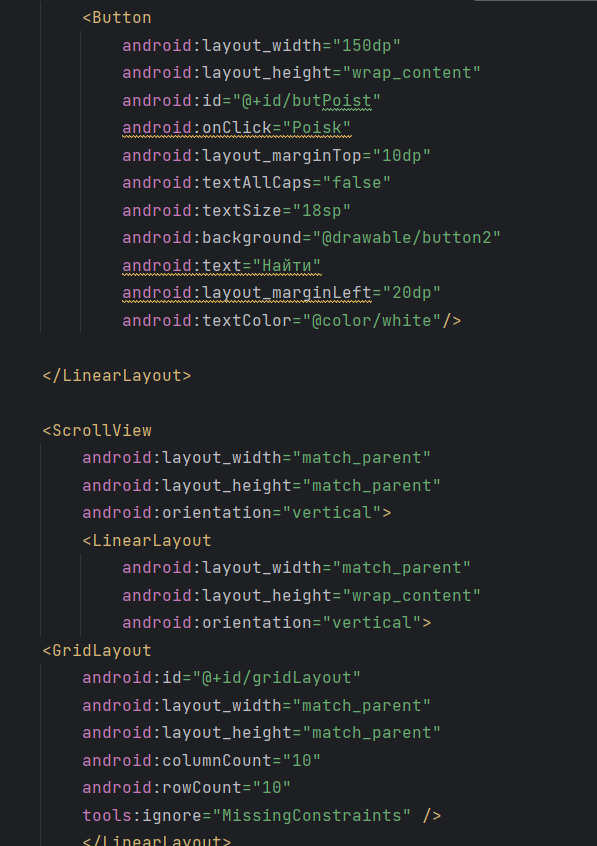 <Button
android:layout_width="150dp"
android:layout_height="wrap_content"
android:id="@+id/butPoist"
android:onClick="Poisk"
android:layout_marginTop="10dp"
android:textAllCaps="false"
android:textSize="18sp"
android:background="@drawable/button2"
android:text="Найти"
android:layout_marginLeft="20dp"
android:textColor="@color/white"/>
</LinearLayout>
<ScrollView
android:layout_width="match_parent"
android:layout_height="match_parent"
android:orientation="vertical">
<LinearLayout
android:layout_width="match_parent"
android:layout_height="wrap_content"
android:orientation="vertical">
<GridLayout
android:id="@+id/gridLayout"
android:layout_width="match_parent"
android:layout_height="match_parent"
android:columnCount="10"
android:rowCount="10"
tools:ignore="MissingConstraints" />
</LinearLayout>